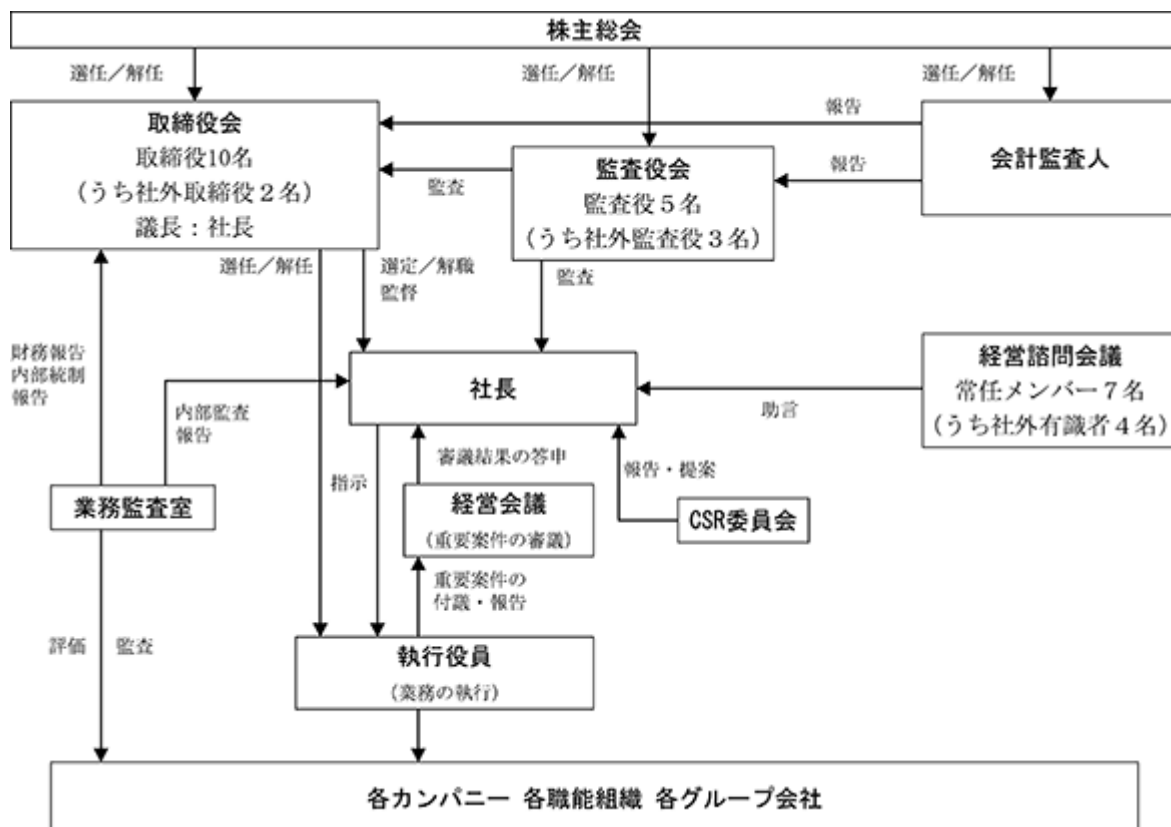 株主総会
選任／解任
選任／解任
選任／解任
取締役会
取締役10名
(うち社外取締役２名)
議長：社長
報告
会計監査人
監査
監査役会
監査役５名
(うち社外監査役３名)
報告
選任／解任
選定／解職
監督
監査
財務報告
内部統制
報告
内部監査
報告
社長
助言
経営諮問会議
常任メンバー７名
(うち社外有識者４名)
審議結果の答申
報告・提案
指示
業務監査室
経営会議
(重要案件の審議)
CSR委員会
重要案件の
付議・報告
評価
監査
執行役員
(業務の執行)
各カンパニー 各職能組織 各グループ会社